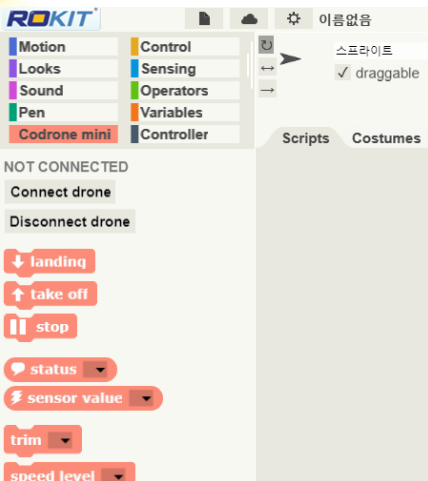 ROKIT
이름없음
Motion Control
Looks Sensing
Sound Operators
Pen Variables
Codrone mini Controller
스프라이트
draggable
Scripts Costumes
NOT CONNECTED
Connect drone
Disconnect drone
landing
take off
stop
status
sensor value
trim
speed level